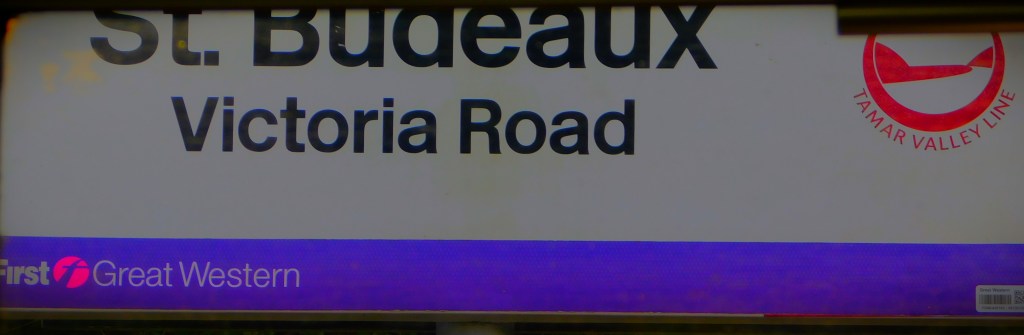 St. Budeaux
Victoria Road
TAMAR VALLEY LINE
First Great Western